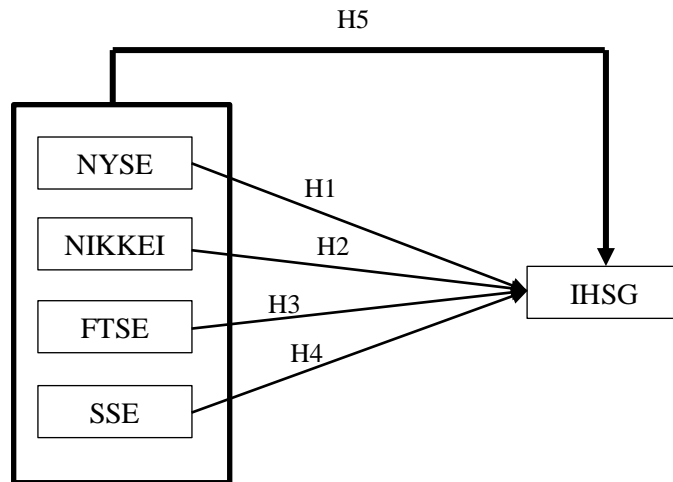 H5
NYSE
H1
NIKKEI
H2
IHSG
H3
FTSE
H4
SSE